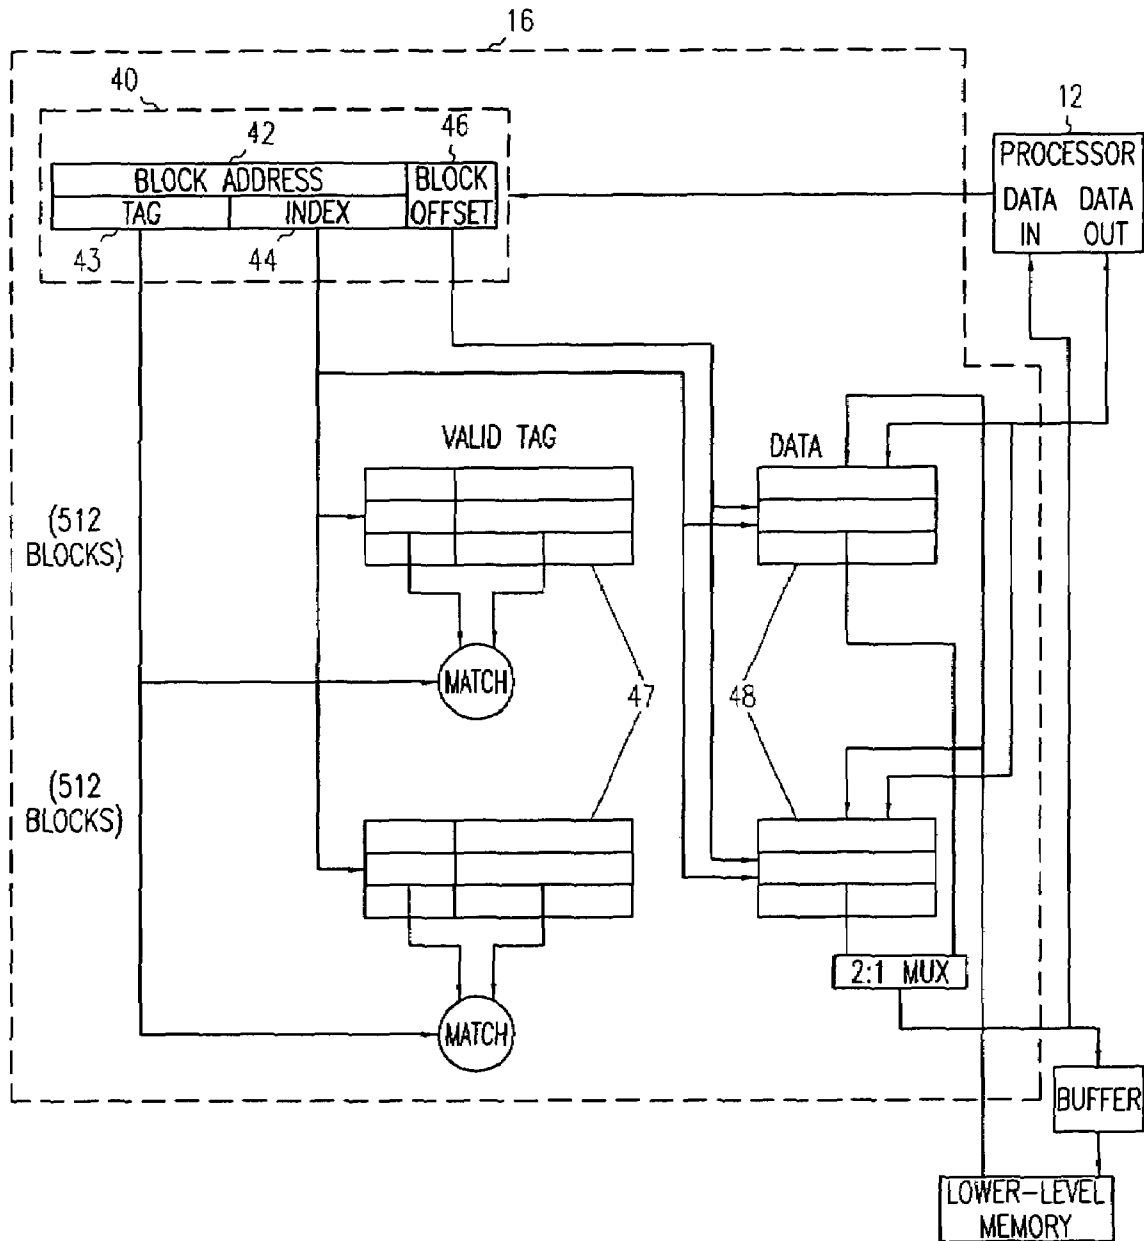 16
40
12
42
46
PROCESSOR
BLOCK ADDRESS
BLOCK
OFFSET
TAG
INDEX
DATA
IN
DATA
OUT
43
44
VALID TAG
DATA
(512
BLOCKS)
MATCH
47
48
(512
BLOCKS)
2:1 MUX
MATCH
BUFFER
LOWER-LEVEL
MEMORY